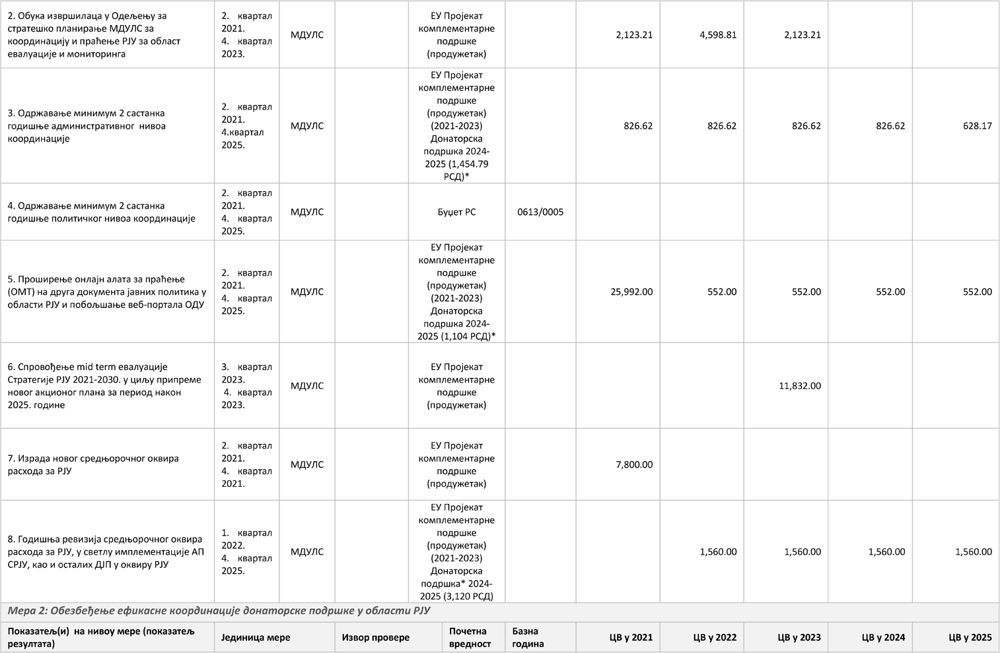 2. Обука извршилаца у Одељењу за
стратешко планирање МДУЛС за
координацију и праћење РЈУ за област
евалуације и мониторинга
2. квартал
2021.
4. квартал
2023.
МДУЛС
ЕУ Пројекат
комплементарне
подршке
(продужетак)
2,123.21
4,598.81
2,123.21
3. Одржавање минимум 2 састанка
годишње административног нивоа
координације
2. квартал
2021.
4.квартал
2025.
МДУЛС
ЕУ Пројекат
комплементарне
подршке
(продужетак)
(2021-2023)
Донаторска
подршка 2024-
2025 (1,454.79
РСД)*
826.62
826.62
826.62
826.62
628.17
4. Одржавање минимум 2 састанка
годишње политичког нивоа координације
2. квартал
2021.
4. квартал
2025.
МДУЛС
Буџет РС
0613/0005
5. Проширење онлајн алата за праћење
(ОМТ) на друга документа јавних политика у
области РЈУ и побољшање веб-портала ОДУ
2. квартал
2021.
4. квартал
2025.
МДУЛС
ЕУ Пројекат
комплементарне
подршке
(продужетак)
(2021-2023)
Донаторска
подршка 2024-
2025 (1,104 РСД)*
25,992.00
552.00
552.00
552.00
552.00
6. Спровођење mid term евалуације
Стратегије РЈУ 2021-2030. у циљу припреме
новог акционог плана за период након
2025. године
3. квартал
2023.
4. квартал
2023.
МДУЛС
ЕУ Пројекат
комплементарне
подршке
(продужетак)
11,832.00
7. Израда новог средњорочног оквира
расхода за РЈУ
2. квартал
2021.
4. квартал
2021.
МДУЛС
ЕУ Пројекат
комплементарне
подршке
(продужетак)
7,800.00
8. Годишња ревизија средњорочног оквира
расхода за РЈУ, у светлу имплементације АП
СРЈУ, као и осталих ДЈП у оквиру РЈУ
1. квартал
2022.
4. квартал
2025.
МДУЛС
ЕУ Пројекат
комплементарне
подршке
(продужетак)
(2021-2023)
Донаторска
подршка* 2024-
2025 (3,120 РСД)
1,560.00
1,560.00
1,560.00
1,560.00
Мера 2: Обезбеђење ефикасне координације донаторске подршке у области РЈУ
Показатељ(и) на нивоу мере (показатељ
резултата)
Јединица мере
Извор провере
Почетна
вредност
Базна
година
ЦВ у 2021
ЦВ у 2022
ЦВ у 2023
ЦВ у 2024
ЦВ у 2025